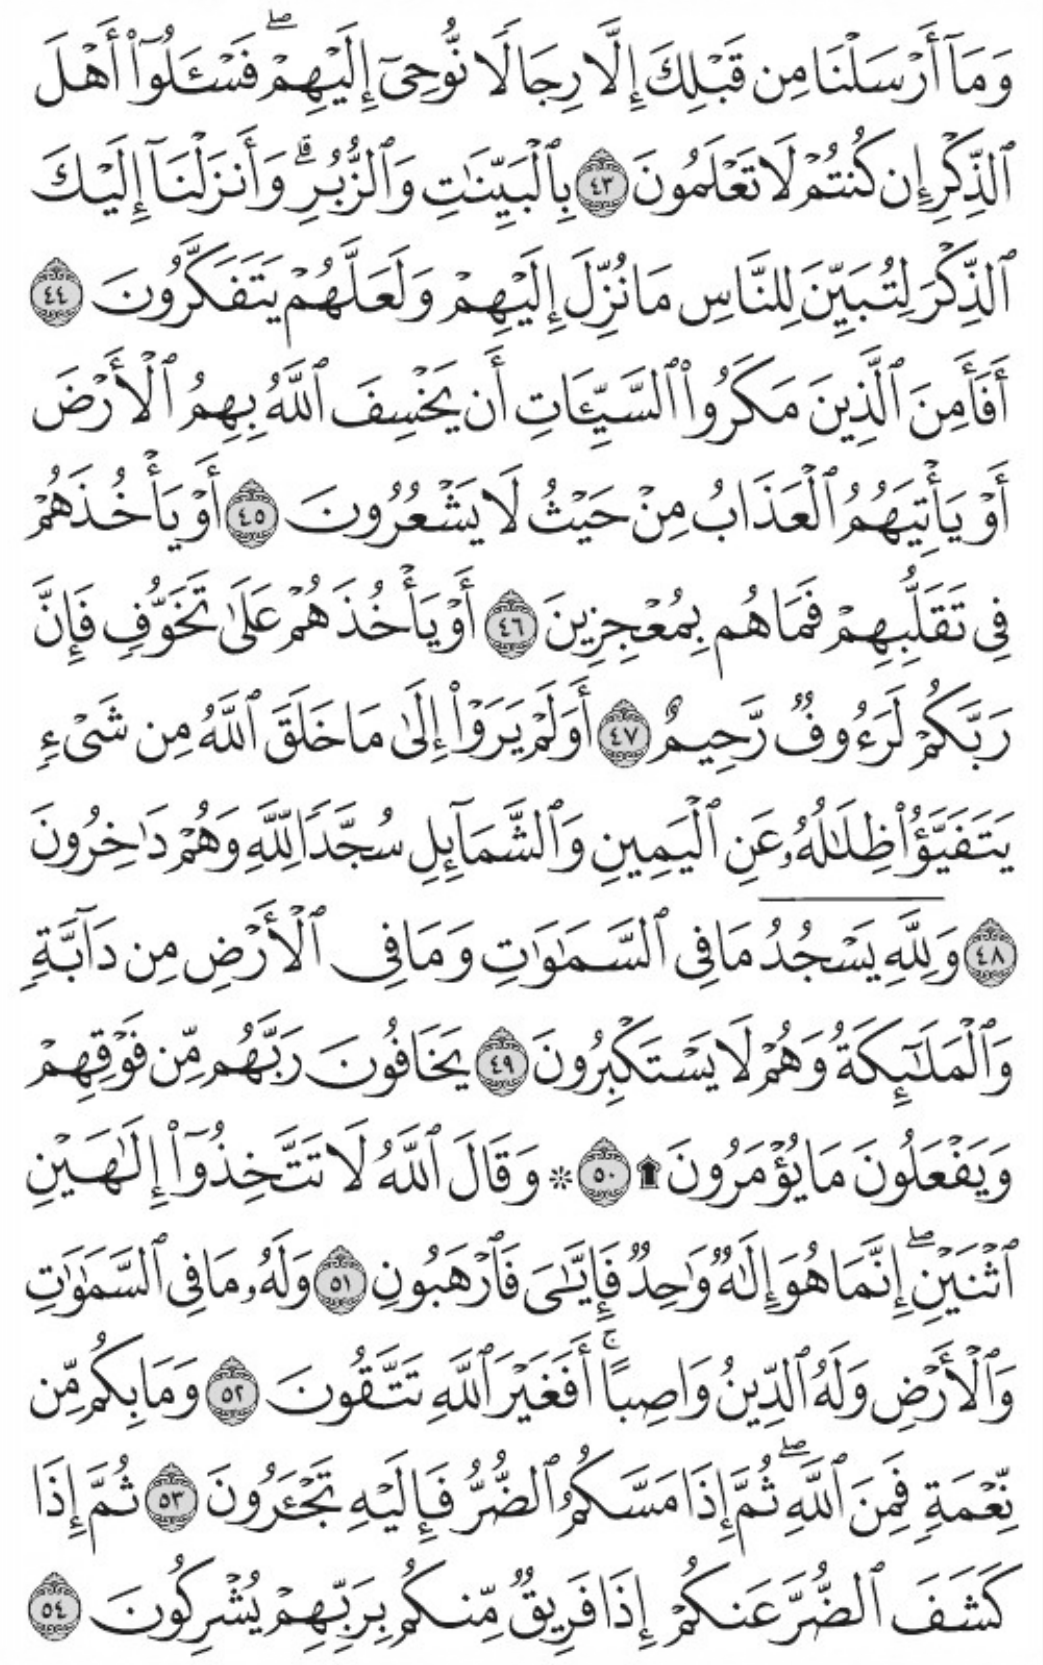 وَمَآ أَرۡسَلۡنَا مِن قَبۡلِكَ إِلَّا رِجَالٗا نُّوحِيٓ إِلَيۡهِمۡۖ فَسۡـَٔلُوٓاْ أَهۡلَ
ٱلذِّكۡرِ إِن كُنتُمۡ لَا تَعۡلَمُونَ ٤٣ بِٱلۡبَيِّنَٰتِ وَٱلزُّبُرِۗ وَأَنزَلۡنَآ إِلَيۡكَ
ٱلذِّكۡرَ لِتُبَيِّنَ لِلنَّاسِ مَا نُزِّلَ إِلَيۡهِمۡ وَلَعَلَّهُمۡ يَتَفَكَّرُونَ ٤٤
أَفَأَمِنَ ٱلَّذِينَ مَكَرُواْ ٱلسَّيِّـَٔاتِ أَن يَخۡسِفَ ٱللَّهُ بِهِمُ ٱلۡأَرۡضَ
أَوۡ يَأۡتِيَهُمُ ٱلۡعَذَابُ مِنۡ حَيۡثُ لَا يَشۡعُرُونَ ٤٥ أَوۡ يَأۡخُذَهُمۡ
فِي تَقَلُّبِهِمۡ فَمَا هُم بِمُعۡجِزِينَ ٤٦ أَوۡ يَأۡخُذَهُمۡ عَلَىٰ تَخَوُّفٖ فَإِنَّ
رَبَّكُمۡ لَرَءُوفٞ رَّحِيمٌ ٤٧ أَوَلَمۡ يَرَوۡاْ إِلَىٰ مَا خَلَقَ ٱللَّهُ مِن شَيۡءٖ
يَتَفَيَّؤُاْ ظِلَٰلُهُۥ عَنِ ٱلۡيَمِينِ وَٱلشَّمَآئِلِ سُجَّدٗا لِّلَّهِ وَهُمۡ دَٰخِرُونَ
٤٨ وَلِلَّهِۤ يَسۡجُدُۤ مَا فِي ٱلسَّمَٰوَٰتِ وَمَا فِي ٱلۡأَرۡضِ مِن دَآبَّةٖ
وَٱلۡمَلَٰٓئِكَةُ وَهُمۡ لَا يَسۡتَكۡبِرُونَ ٤٩ يَخَافُونَ رَبَّهُم مِّن فَوۡقِهِمۡ
وَيَفۡعَلُونَ مَا يُؤۡمَرُونَ ۩ ٥٠ ۞ وَقَالَ ٱللَّهُ لَا تَتَّخِذُوٓاْ إِلَٰهَيۡنِ
ٱثۡنَيۡنِۖ إِنَّمَا هُوَ إِلَٰهٞ وَٰحِدٞ فَإِيَّٰيَ فَٱرۡهَبُونِ ٥١ وَلَهُۥ مَا فِي ٱلسَّمَٰوَٰتِ
وَٱلۡأَرۡضِ وَلَهُ ٱلدِّينُ وَاصِبًاۚ أَفَغَيۡرَ ٱللَّهِ تَتَّقُونَ ٥٢ وَمَا بِكُم مِّن
نِّعۡمَةٖ فَمِنَ ٱللَّهِۖ ثُمَّ إِذَا مَسَّكُمُ ٱلضُّرُّ فَإِلَيۡهِ تَجۡـَٔرُونَ ٥٣ ثُمَّ إِذَا
كَشَفَ ٱلضُّرَّ عَنكُمۡ إِذَا فَرِيقٞ مِّنكُم بِرَبِّهِمۡ يُشۡرِكُونَ ٥٤